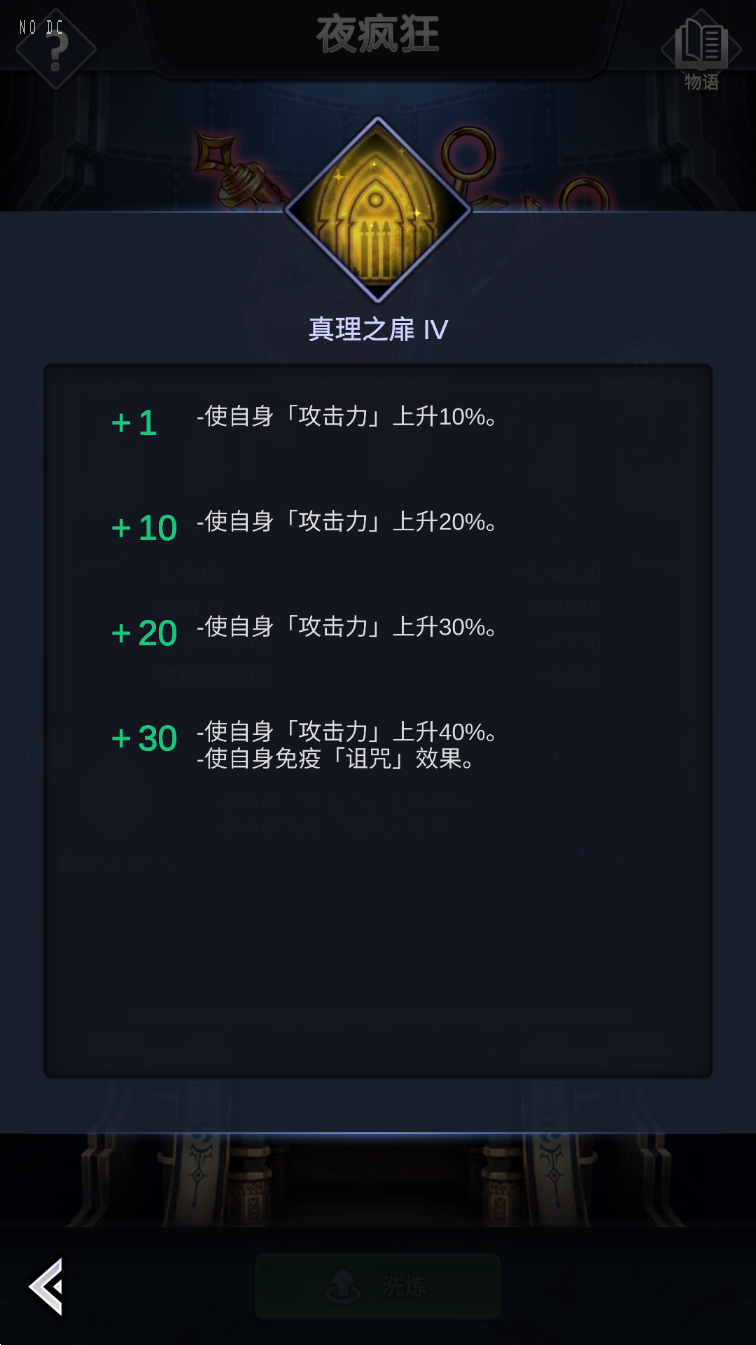 NO DC
夜疯狂
?
物语
真理之扉 IV
+1 -使自身「攻击力」上升10%。
+10 -使自身「攻击力」上升20%。
+20 -使自身「攻击力」上升30%。
+30 -使自身「攻击力」上升40%。
-使自身免疫「诅咒」效果。
洗炼